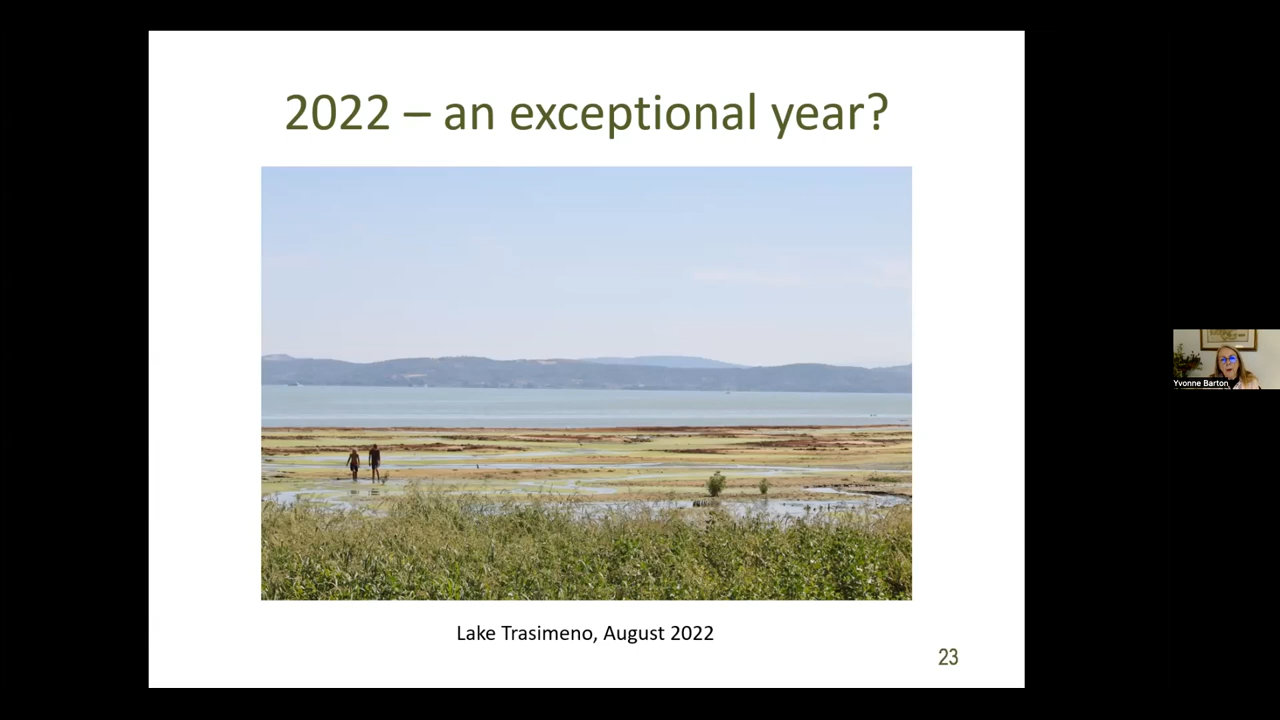 2022 – an exceptional year?
Lake Trasimeno, August 2022
23
Yvonne Barton